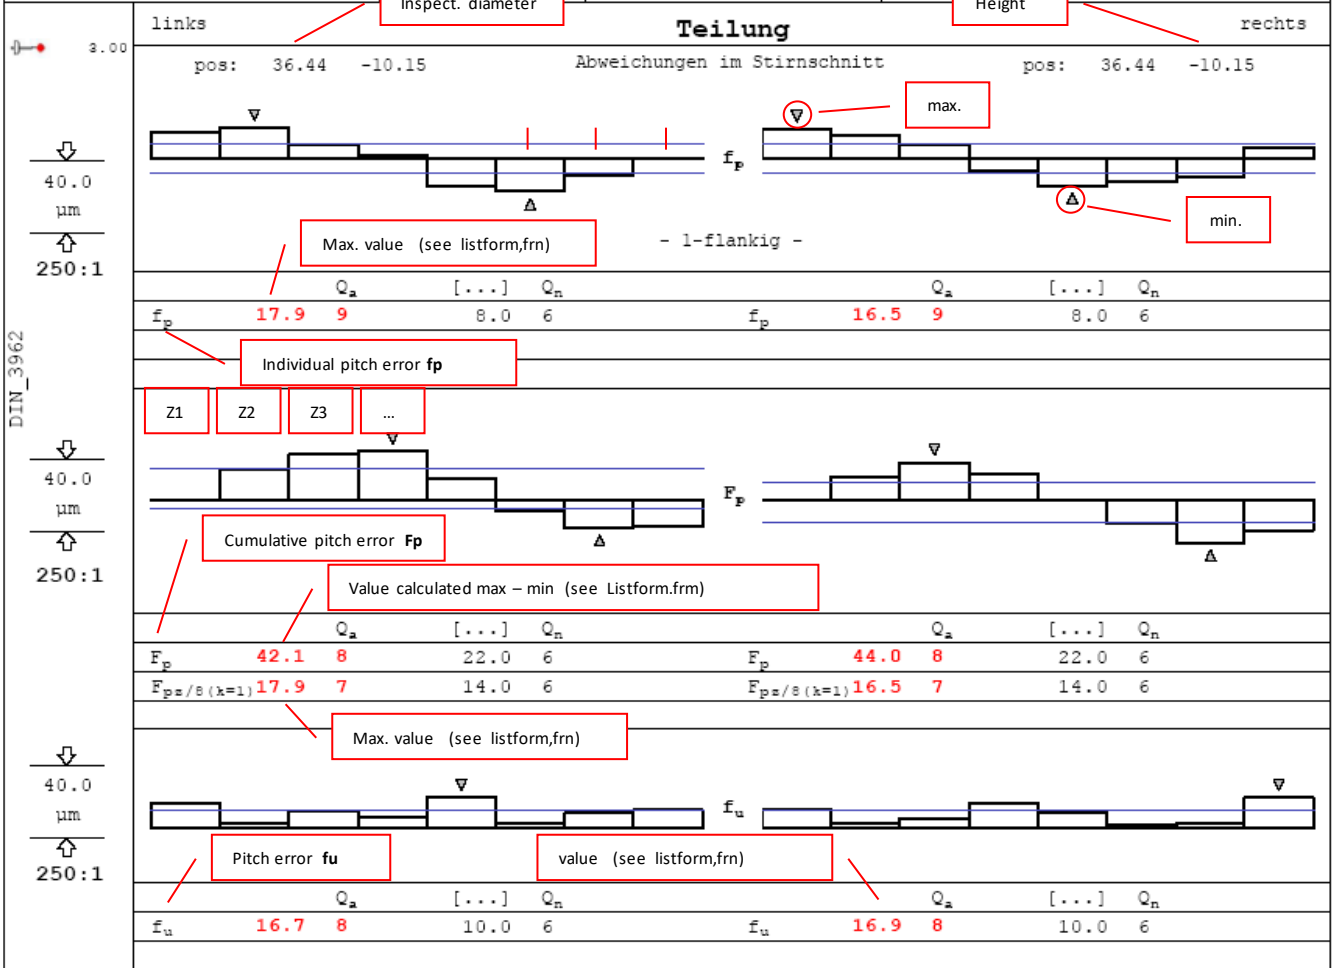 Inspect. diameter
Height
links
Teilung
rechts
3.00
pos: 36.44 -10.15
Abweichungen im Stirnschnitt
pos: 36.44 -10.15
max.
fp
40.0
µm
250:1
min.
- 1-flankig -
Max. value (see listform,frn)
Qa [...] Qn
Qa [...] Qn
fp 17.9 9 8.0 6
fp 16.5 9 8.0 6
DIN_3962
Individual pitch error fp
Z1 Z2 Z3 ...
40.0
µm
250:1
Fp
Cumulative pitch error Fp
Value calculated max – min (see Listform.frm)
Qa [...] Qn
Qa [...] Qn
Fp 42.1 8 22.0 6
Fp 44.0 8 22.0 6
Fps/8(k=1) 17.9 7 14.0 6
Fps/8(k=1) 16.5 7 14.0 6
Max. value (see listform,frn)
40.0
µm
250:1
fu
Pitch error fu
value (see listform,frn)
Qa [...] Qn
Qa [...] Qn
fu 16.7 8 10.0 6
fu 16.9 8 10.0 6